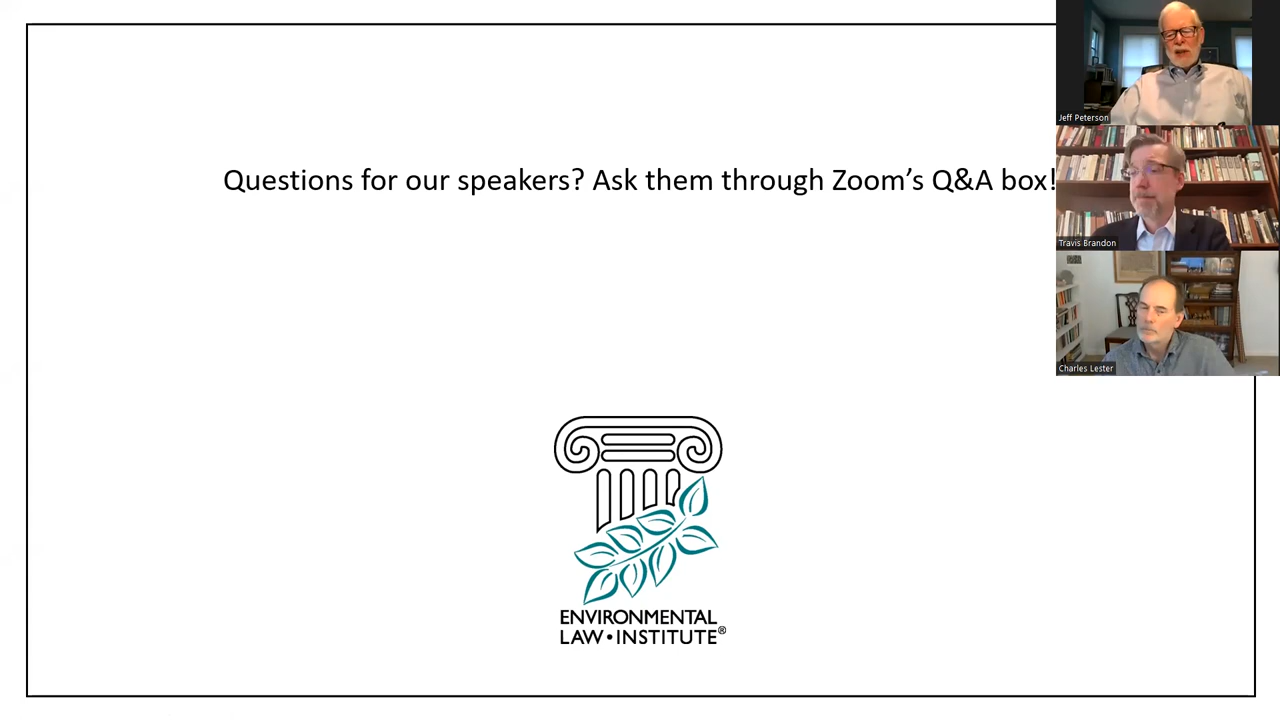 Questions for our speakers? Ask them through Zoom’s Q&A box!
Jeff Peterson
Travis Brandon
Charles Lester
ENVIRONMENTAL
LAW•INSTITUTE®